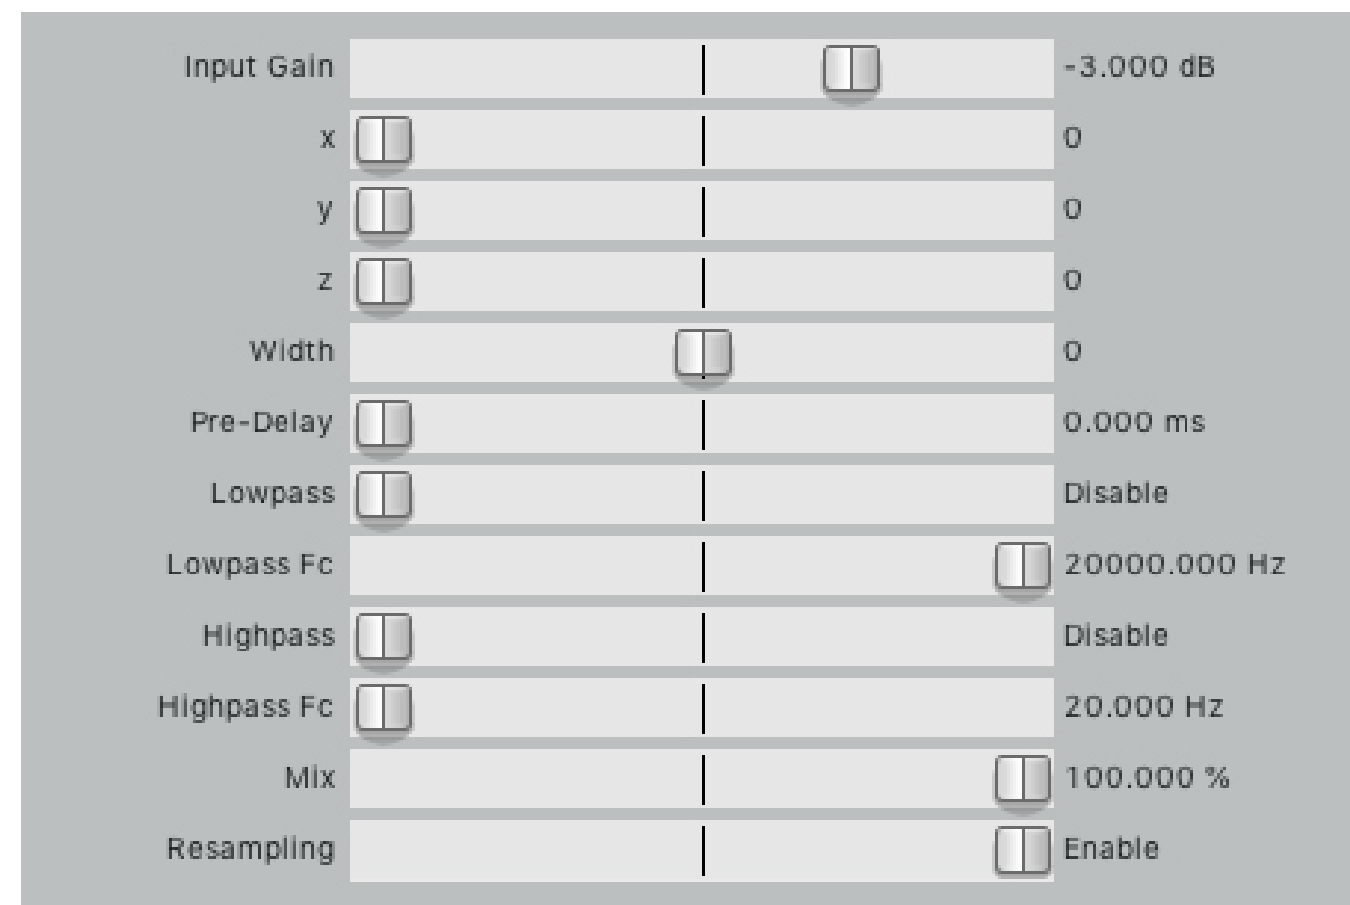 Input Gain -3.000 dB
x 0
y 0
z 0
Width 0
Pre-Delay 0.000 ms
Lowpass Disable
Lowpass Fc 20000.000 Hz
Highpass Disable
Highpass Fc 20.000 Hz
Mix 100.000 %
Resampling Enable